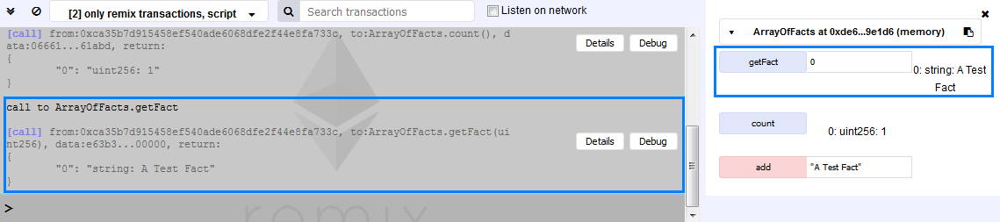 [2] only remix transactions, script
Search transactions
Listen on network
[call] from:0xca35b7d915458ef540ade6068dfe2f44e8fa733c, to:ArrayOfFacts.count(), d
ata:06661...61abd, return:
{
"0": "uint256: 1"
}
Details
Debug
call to ArrayOfFacts.getFact
[call] from:0xca35b7d915458ef540ade6068dfe2f44e8fa733c, to:ArrayOfFacts.getFact(ui
nt256), data:e63b3...00000, return:
{
"0": "string: A Test Fact"
}
Details
Debug
>
remix
ArrayOfFacts at 0xde6...9e1d6 (memory)
getFact
0
0: string: A Test
Fact
count
0: uint256: 1
add
"A Test Fact"